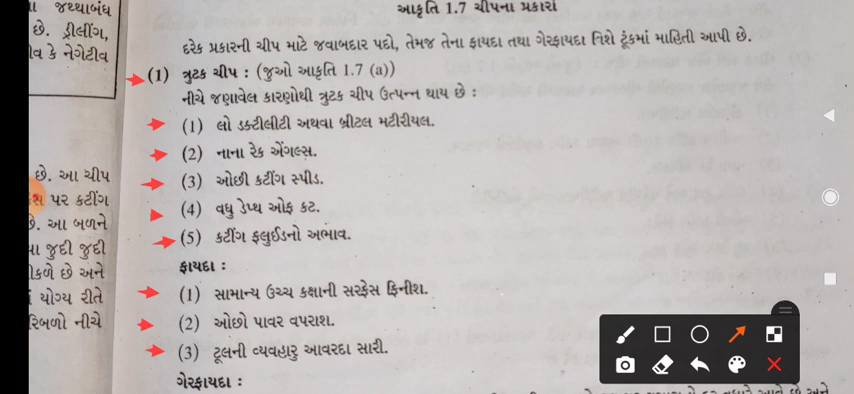 જથ્થાબંધ
છે. ડ્રીલીંગ,
કે નેગેટીવ
છે. આ ચીપ
પર કટીંગ
છે. આ બળને
જુદી જુદી
છે અને
યોગ્ય રીતે
નીચે
આકૃતિ 1.7 ચીપના પ્રકારો
દરેક પ્રકારની ચીપ માટે જવાબદાર પદો, તેમજ તેના ફાયદા તથા ગેરફાયદા વિશે ટૂંકમાં માહિતી આપી છે.
(1) ત્રુટક ચીપ : (જુઓ આકૃતિ 1.7 (a))
નીચે જણાવેલ કારણોથી ત્રુટક ચીપ ઉત્પન્ન થાય છે :
(1) લો ડક્ટીલીટી અથવા બ્રીટલ મટીરીયલ.
(2) નાના રેક એંગલ્સ.
(3) ઓછી કટીંગ સ્પીડ.
(4) વધુ ડેપ્થ ઓફ કટ.
(5) કટીંગ ફલુઈડનો અભાવ.
ફાયદા :
(1) સામાન્ય ઉચ્ચ કક્ષાની સરફેસ ફિનીશ.
(2) ઓછો પાવર વપરાશ.
(3) ટૂલની વ્યવહારુ આવરદા સારી.
ગેરફાયદા :